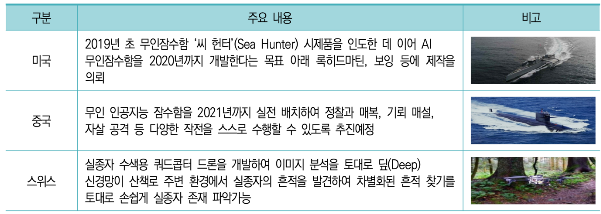 구분 주요 내용 비고
미국
2019년 초 무인잠수함 '씨 헌터'(Sea Hunter) 시제품을 인도한 데 이어 AI
무인잠수함을 2020년까지 개발한다는 목표 아래 록히드마틴, 보잉 등에 제작을
의뢰
중국
무인 인공지능 잠수함을 2021년까지 실전 배치하여 정찰과 매복, 기뢰 매설,
자살 공격 등 다양한 작전을 스스로 수행할 수 있도록 추진예정
스위스
실종자 수색용 쿼드콥터 드론을 개발하여 이미지 분석을 토대로 딮(Deep)
신경망이 산책로 주변 환경에서 실종자의 흔적을 발견하여 차별화된 흔적 찾기를
토대로 손쉽게 실종자 존재 파악가능